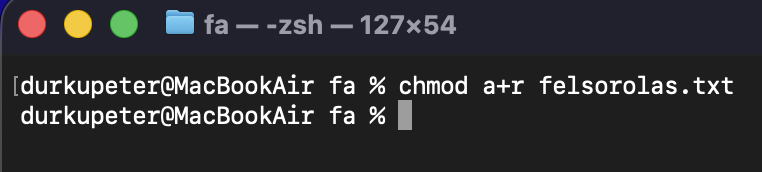 fa — -zsh — 127×54
[durkupeter@MacBookAir fa % chmod a+r felsorolas.txt
durkupeter@MacBookAir fa %